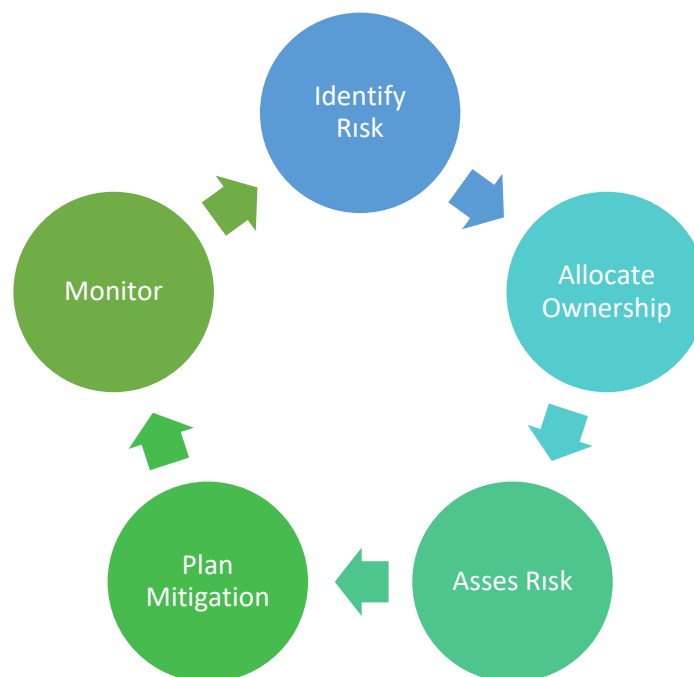 Identify
Rısk
Allocate
Ownership
Asses Rısk
Plan
Mitigation
Monitor